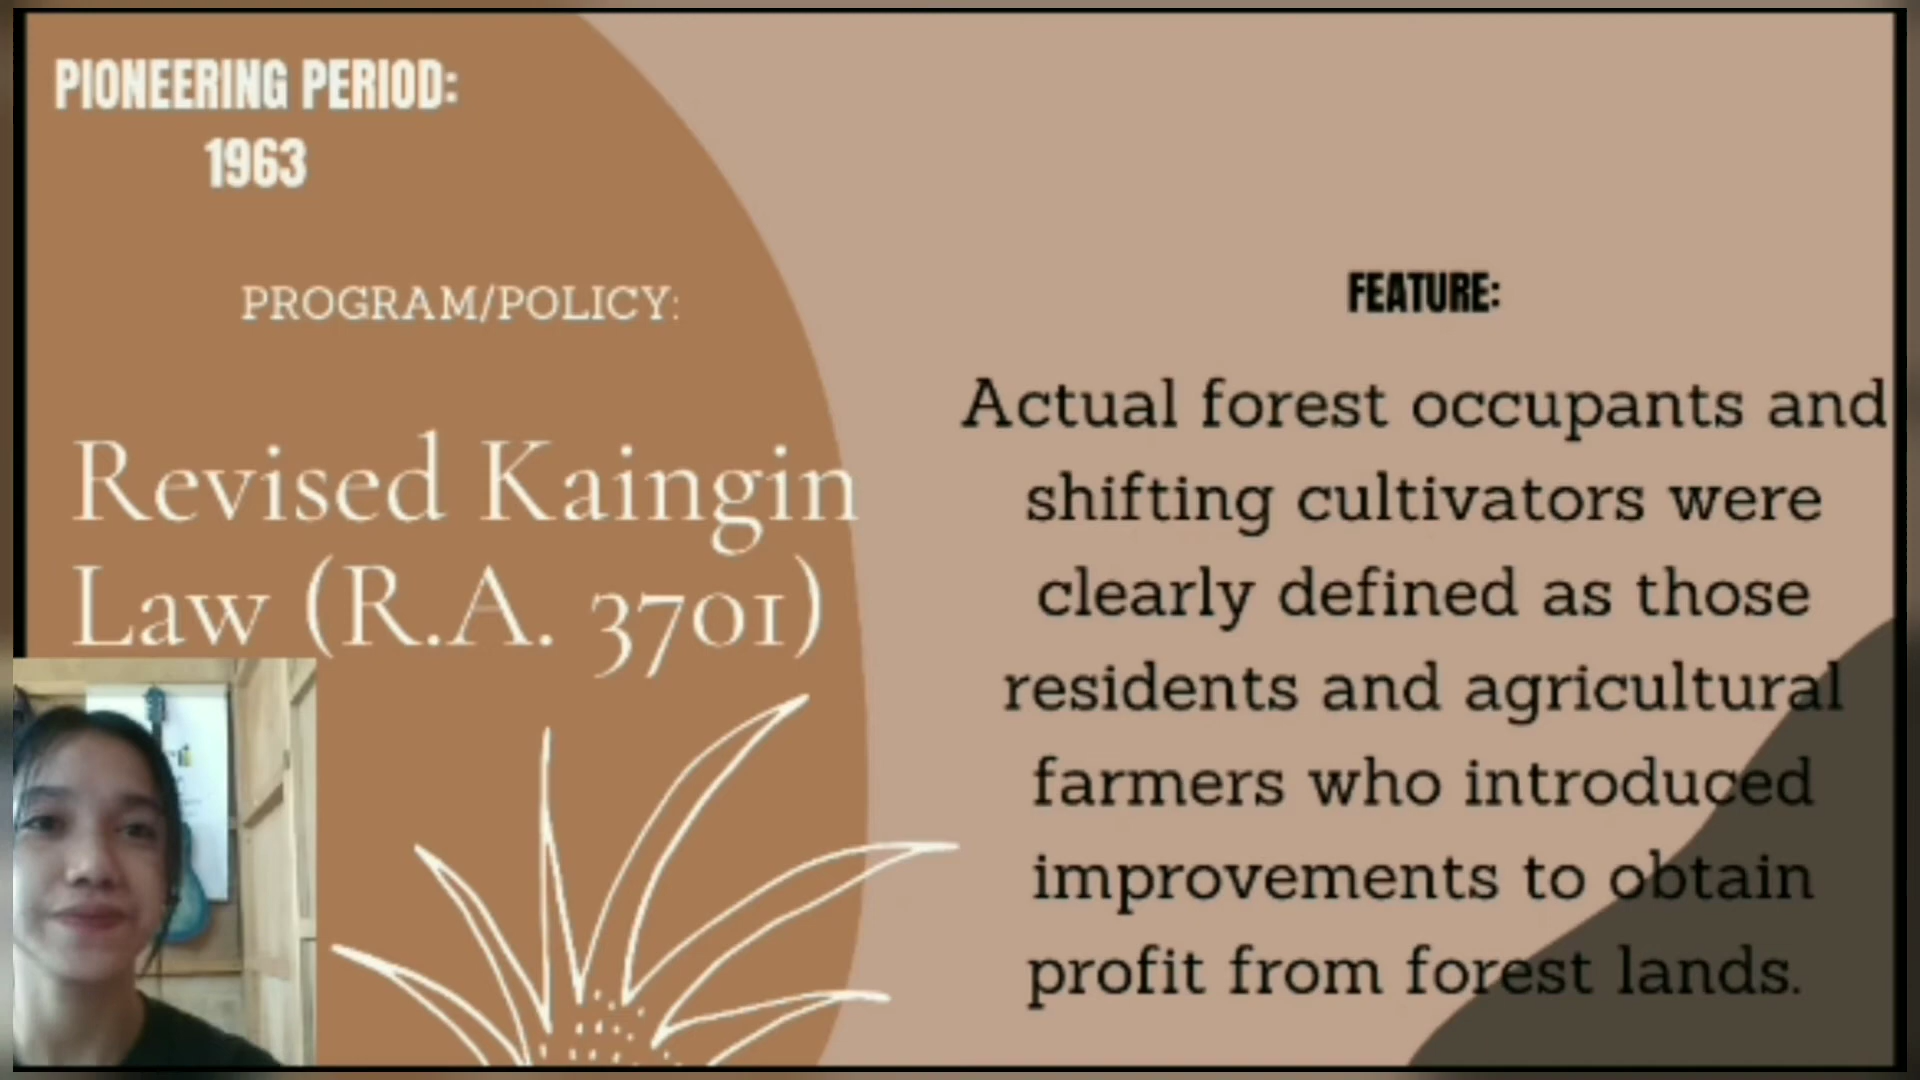 PIONEERING PERIOD:
1963
PROGRAM/POLICY:
Revised Kaingin
Law (R.A. 3701)
FEATURE:
Actual forest occupants and
shifting cultivators were
clearly defined as those
residents and agricultural
farmers who introduced
improvements to obtain
profit from forest lands.